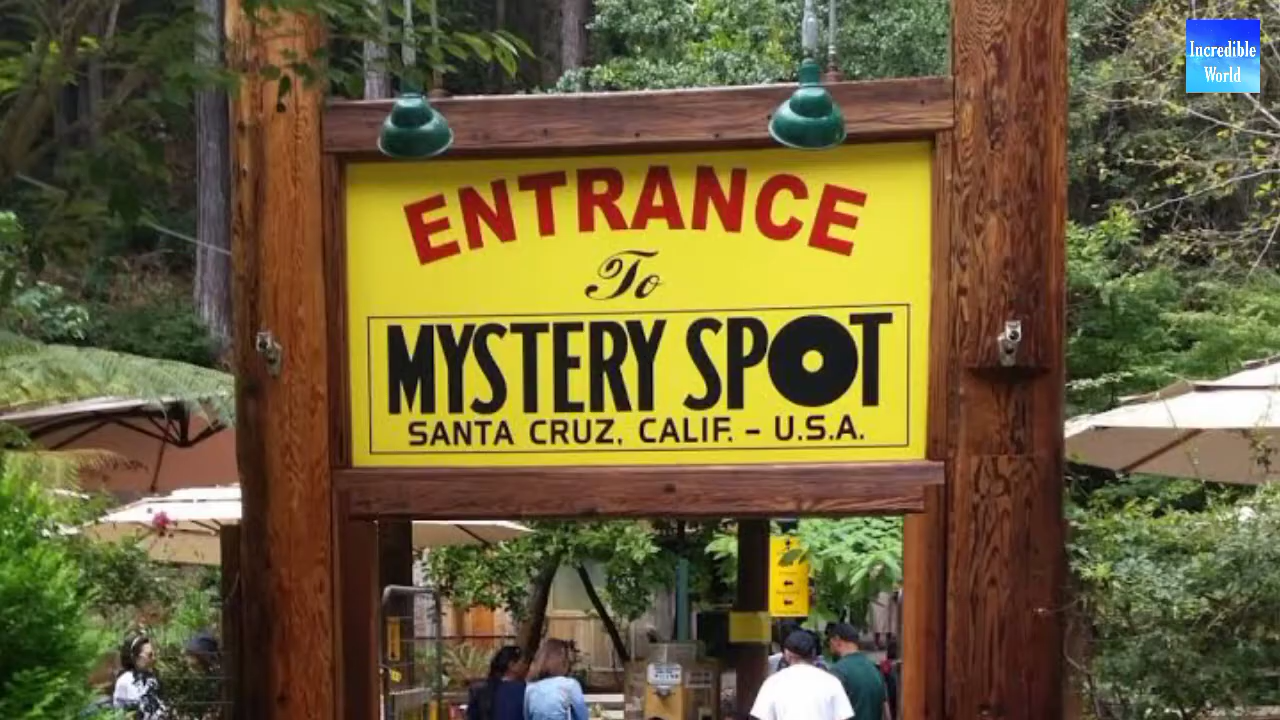 Incredible
World
ENTRANCE
To
MYSTERY SPOT
SANTA CRUZ, CALIF. – U.S.A.